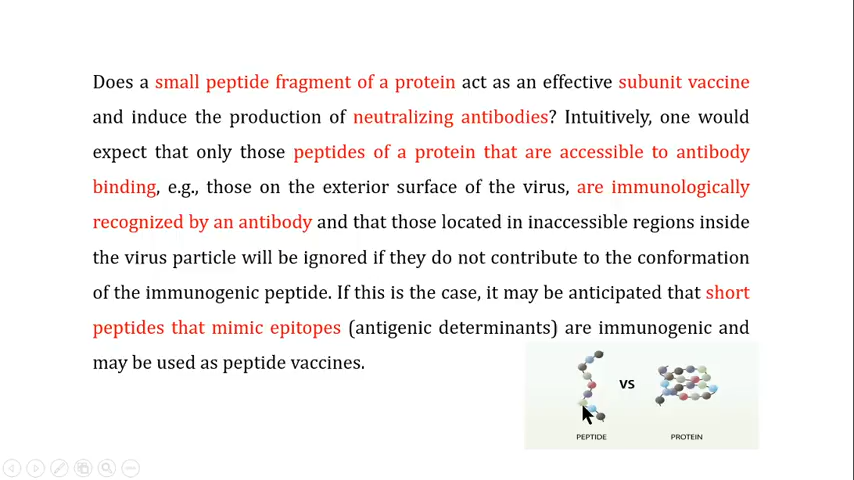 Does a small peptide fragment of a protein act as an effective subunit vaccine
and induce the production of neutralizing antibodies? Intuitively, one would
expect that only those peptides of a protein that are accessible to antibody
binding, e.g., those on the exterior surface of the virus, are immunologically
recognized by an antibody and that those located in inaccessible regions inside
the virus particle will be ignored if they do not contribute to the conformation
of the immunogenic peptide. If this is the case, it may be anticipated that short
peptides that mimic epitopes (antigenic determinants) are immunogenic and
may be used as peptide vaccines.
VS
PEPTIDE
PROTEIN